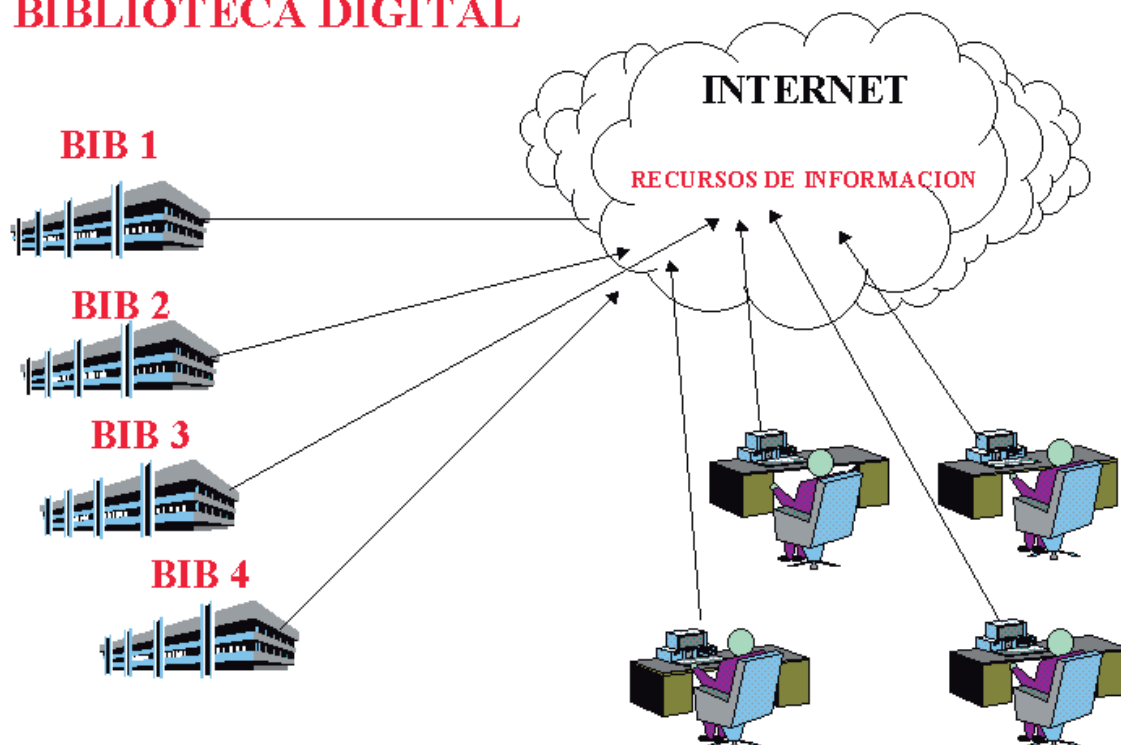 BIBLIOTECA DIGITAL
INTERNET
RECURSOS DE INFORMACION
BIB 1
BIB 2
BIB 3
BIB 4